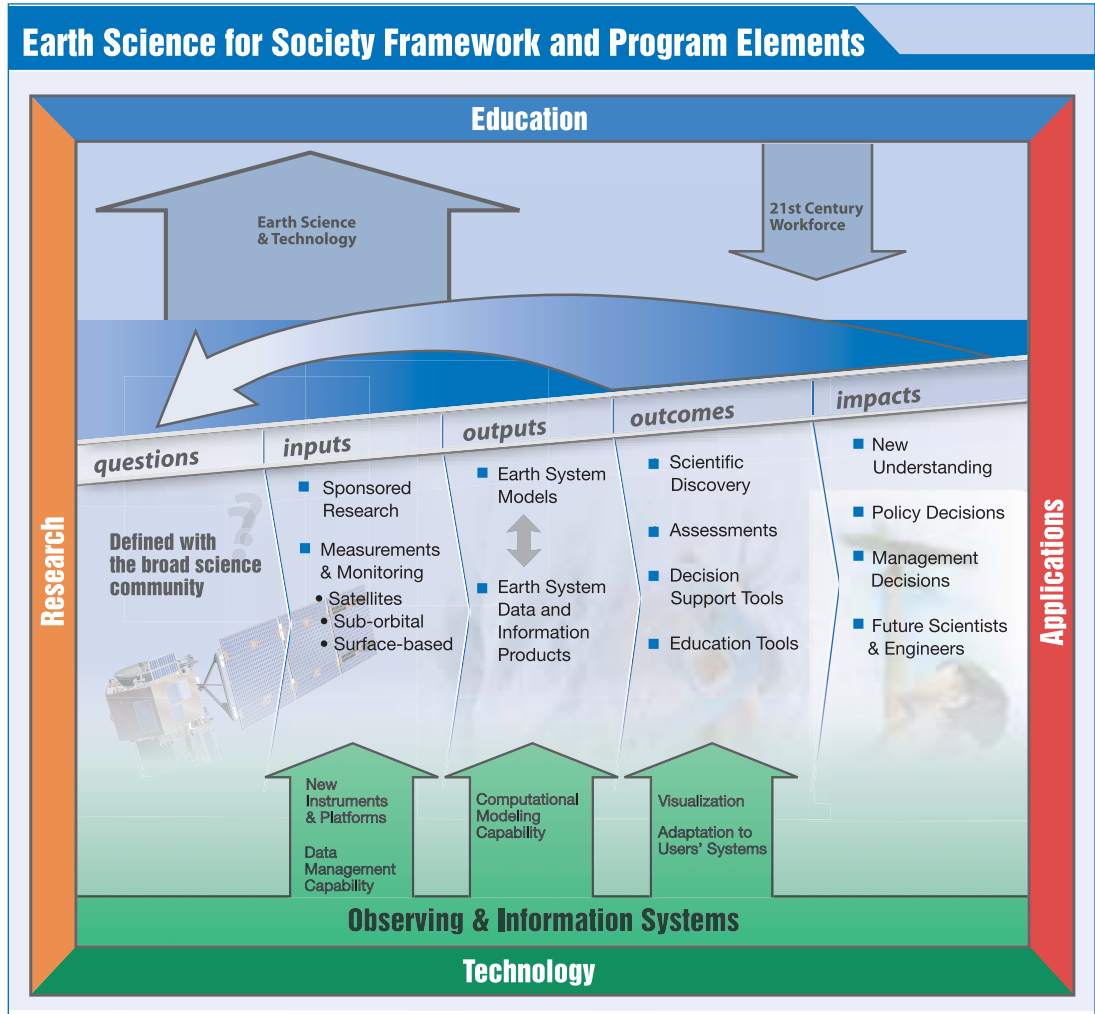 Earth Science for Society Framework and Program Elements
Education
Earth Science
& Technology
21st Century
Workforce
questions
inputs
outputs
outcomes
impacts
Research
Defined with
the broad science
community
?
■ Sponsored
Research
■ Measurements
& Monitoring
• Satellites
• Sub-orbital
• Surface-based
■ Earth System
Models
■ Earth System
Data and
Information
Products
■ Scientific
Discovery
■ Assessments
■ Decision
Support Tools
■ Education Tools
■ New
Understanding
■ Policy Decisions
■ Management
Decisions
■ Future Scientists
& Engineers
Applications
New
Instruments
& Platforms
Data
Management
Capability
Computational
Modeling
Capability
Visualization
Adaptation to
Users' Systems
Observing & Information Systems
Technology